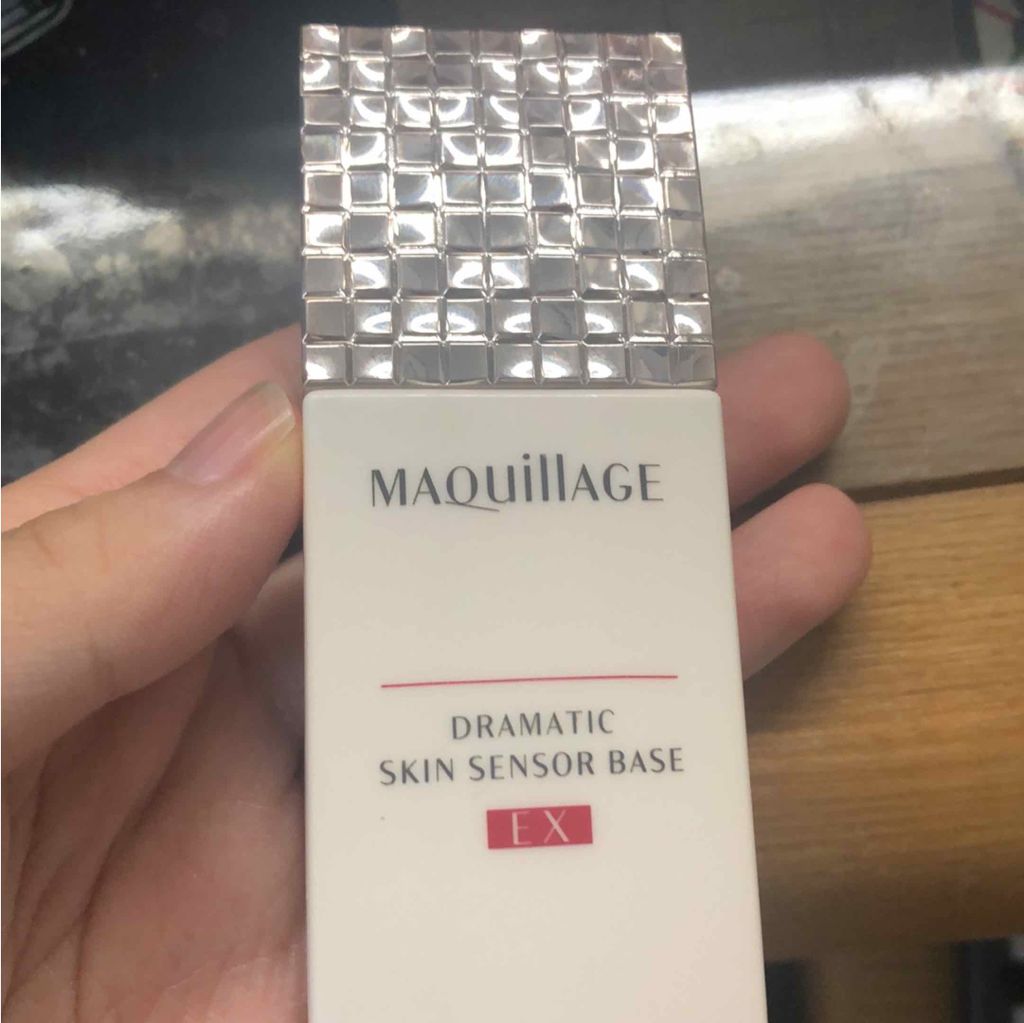 MAQuillAGE
DRAMATIC
SKIN SENSOR BASE
EX